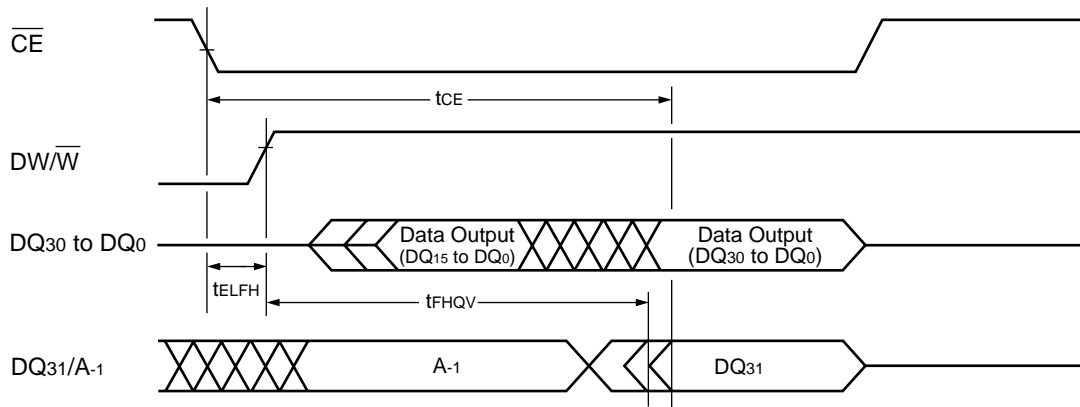 C̅E̅
tCE
DW/W̅
DQ30 to DQ0
Data Output
(DQ15 to DQ0)
Data Output
(DQ30 to DQ0)
tELFH
tFHQV
DQ31/A-1
A-1
DQ31